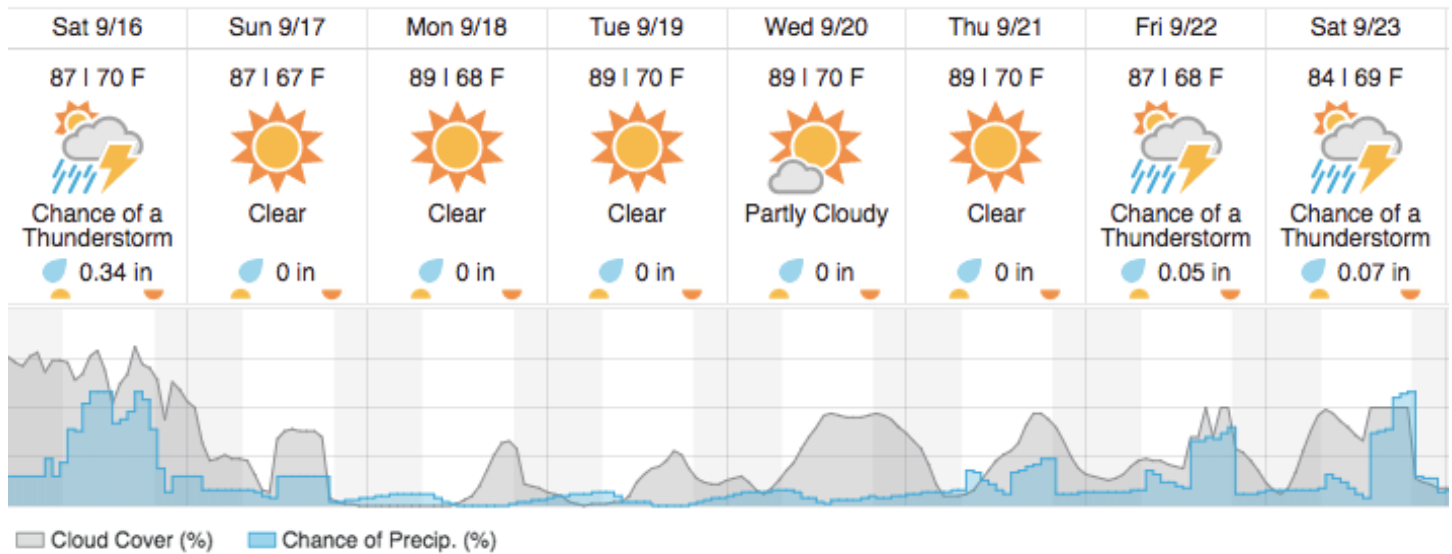 Sat 9/16 Sun 9/17 Mon 9/18 Tue 9/19 Wed 9/20 Thu 9/21 Fri 9/22 Sat 9/23
87 | 70 F 87 | 67 F 89 | 68 F 89 | 70 F 89 | 70 F 89 | 70 F 87 | 68 F 84 | 69 F
Chance of a Clear Clear Clear Partly Cloudy Clear Chance of a Chance of a
Thunderstorm Thunderstorm Thunderstorm
0.34 in 0 in 0 in 0 in 0 in 0 in 0.05 in 0.07 in
Cloud Cover (%) Chance of Precip. (%)